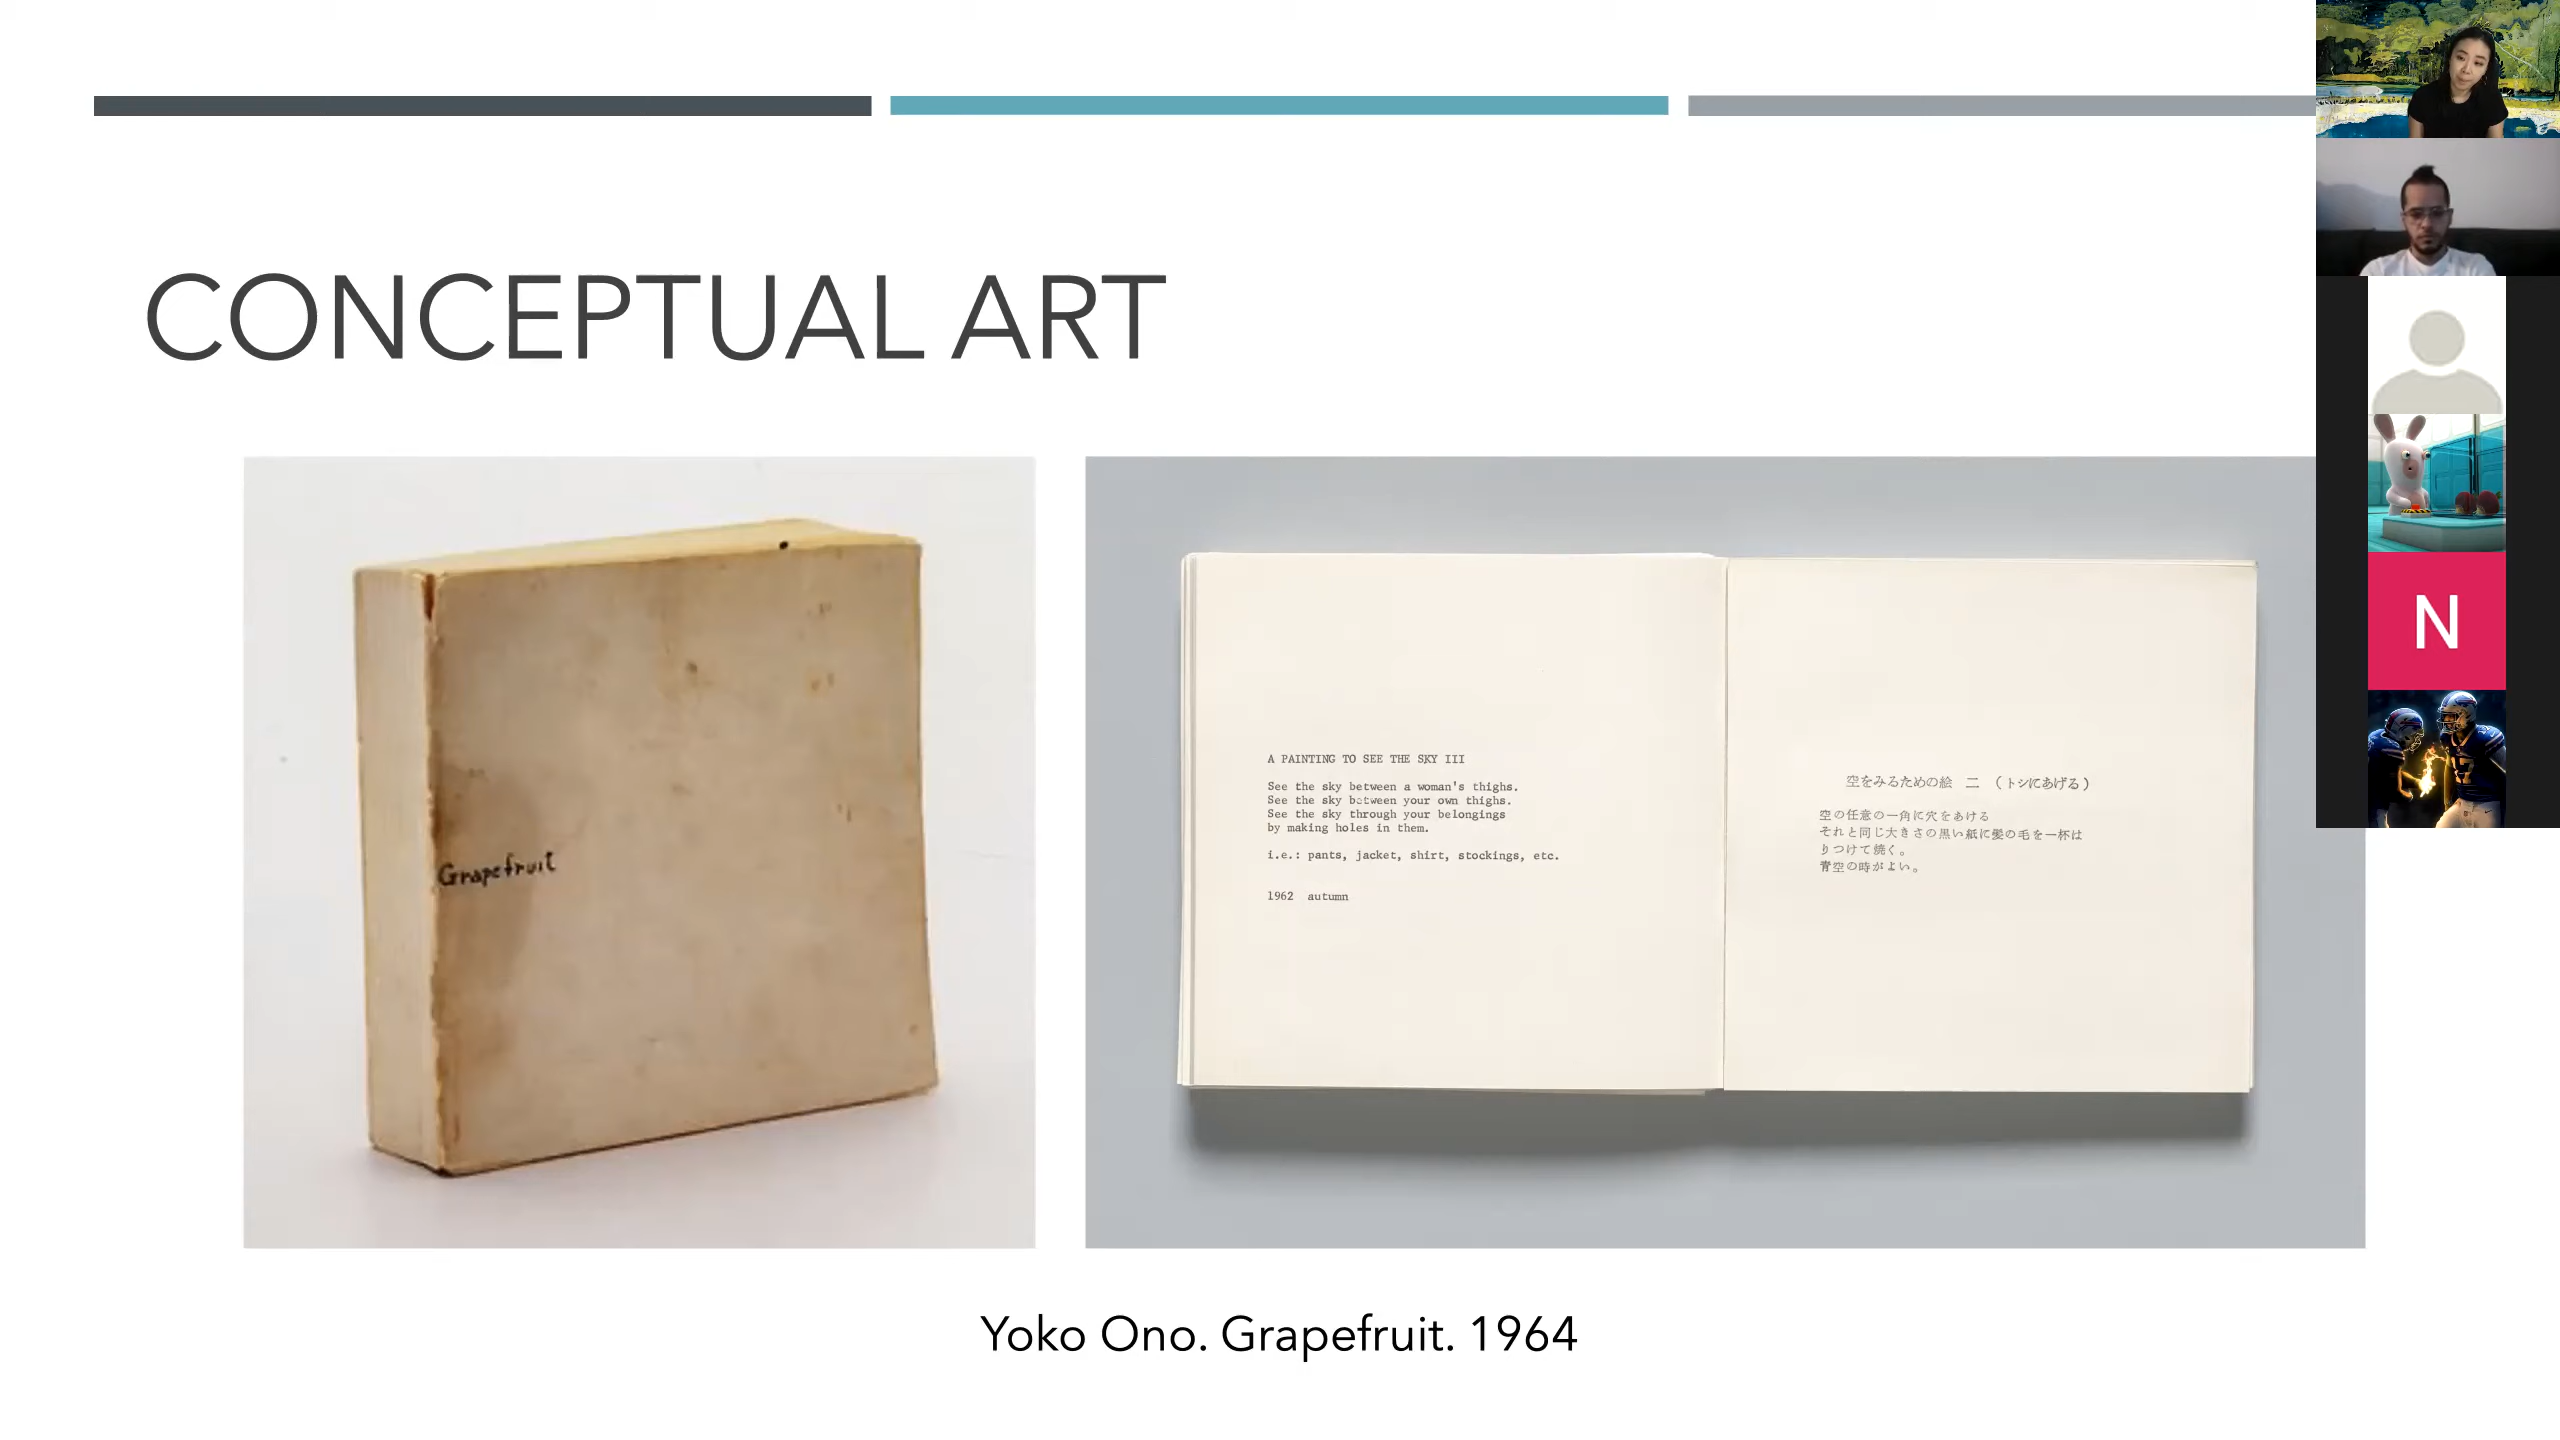 CONCEPTUAL ART
Grapefruit
A PAINTING TO SEE THE SKY III
See the sky between a woman's thighs.
See the sky between your own thighs.
See the sky through your belongings
by making holes in them.
i.e.: pants, jacket, shirt, stockings, etc.
1962 autumn
空をみるための絵 二 （トシにあげる）
空の任意の一角に穴をあける
それと同じ大きさの黒い紙に髪の毛を一杯は
りつけて焼く。
青空の時がよい。
Yoko Ono. Grapefruit. 1964
N
17